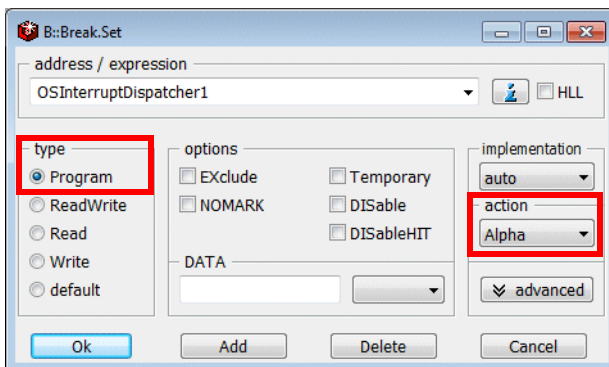 B::Break.Set
address / expression
OSInterruptDispatcher1
HLL
type
Program
ReadWrite
Read
Write
default
options
EXclude
Temporary
NOMARK
DISable
DISableHIT
DATA
implementation
auto
action
Alpha
advanced
Ok
Add
Delete
Cancel